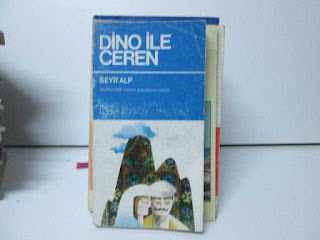 DİNO İLE
CEREN
SEYİT ALP